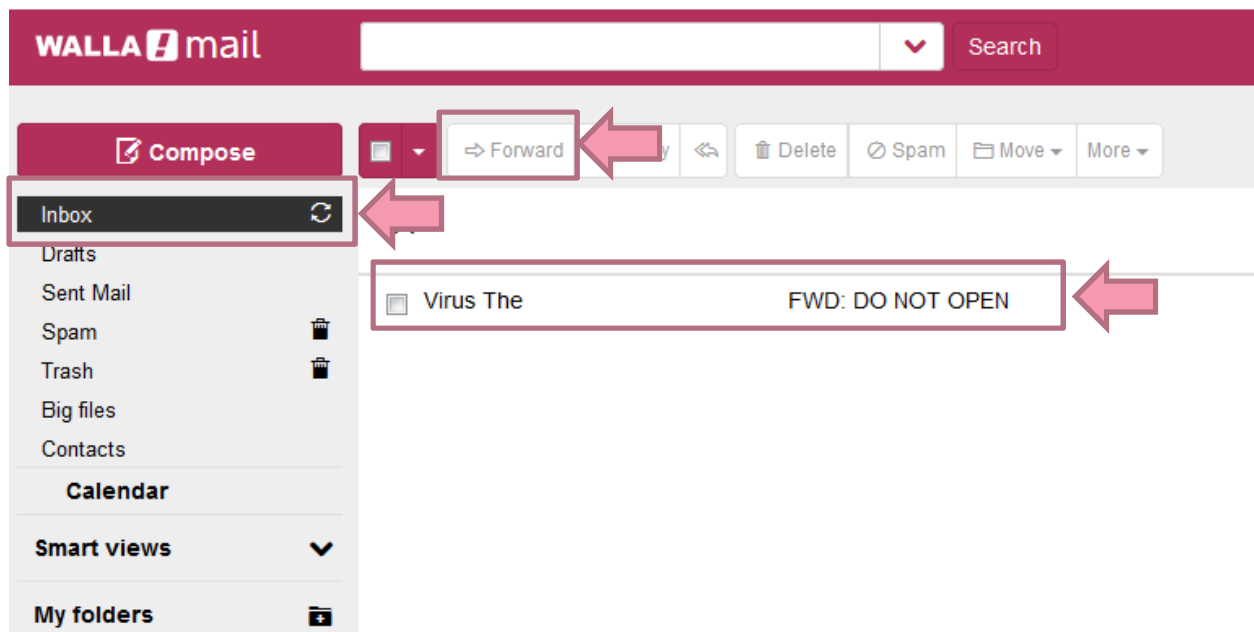 WALLA! mail
Search
Compose
Forward
y
Delete
Spam
Move
More
Inbox
Drafts
Sent Mail
Spam
Trash
Big files
Contacts
Calendar
Smart views
My folders
Virus The FWD: DO NOT OPEN